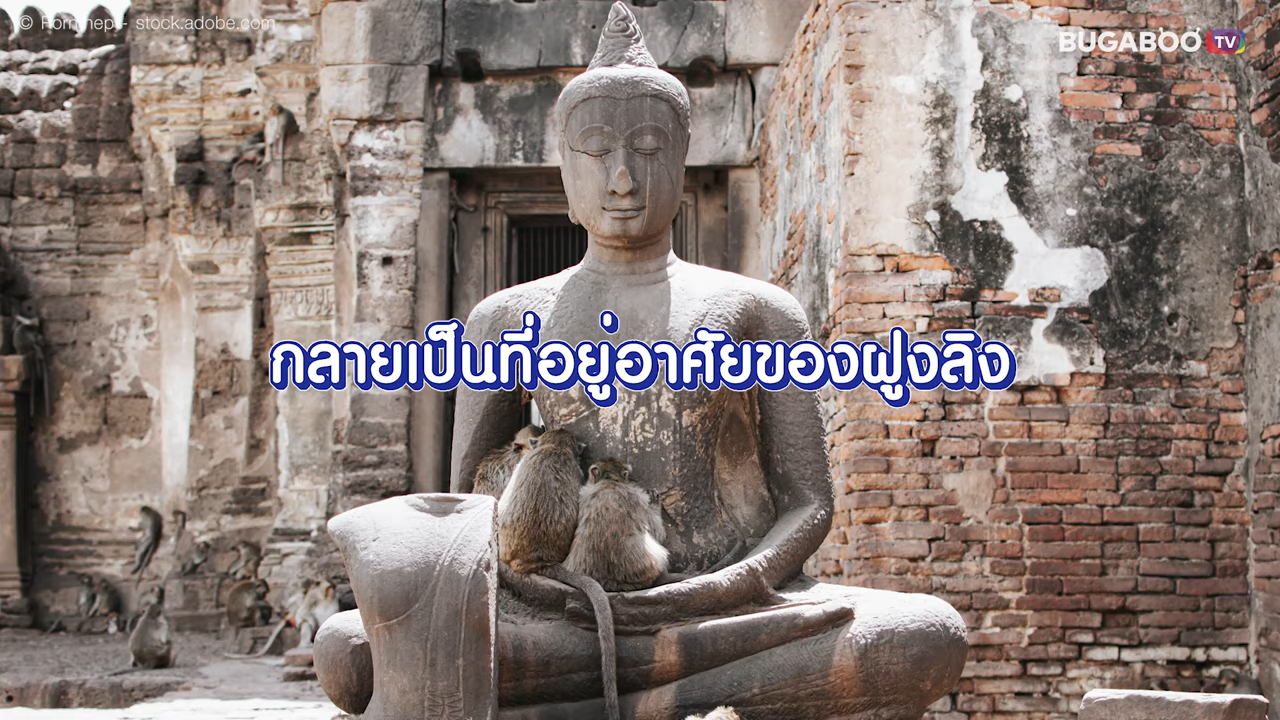 © Pornthep - stock.adobe.com
BUGABOO TV
กลายเป็นที่อยู่อาศัยของฝูงลิง